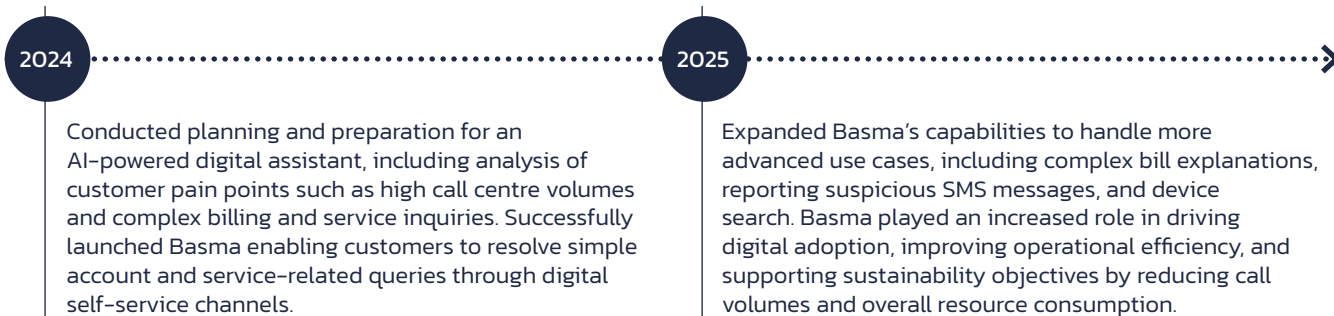 2024
Conducted planning and preparation for an
AI-powered digital assistant, including analysis of
customer pain points such as high call centre volumes
and complex billing and service inquiries. Successfully
launched Basma enabling customers to resolve simple
account and service-related queries through digital
self-service channels.
2025
Expanded Basma’s capabilities to handle more
advanced use cases, including complex bill explanations,
reporting suspicious SMS messages, and device
search. Basma played an increased role in driving
digital adoption, improving operational efficiency, and
supporting sustainability objectives by reducing call
volumes and overall resource consumption.